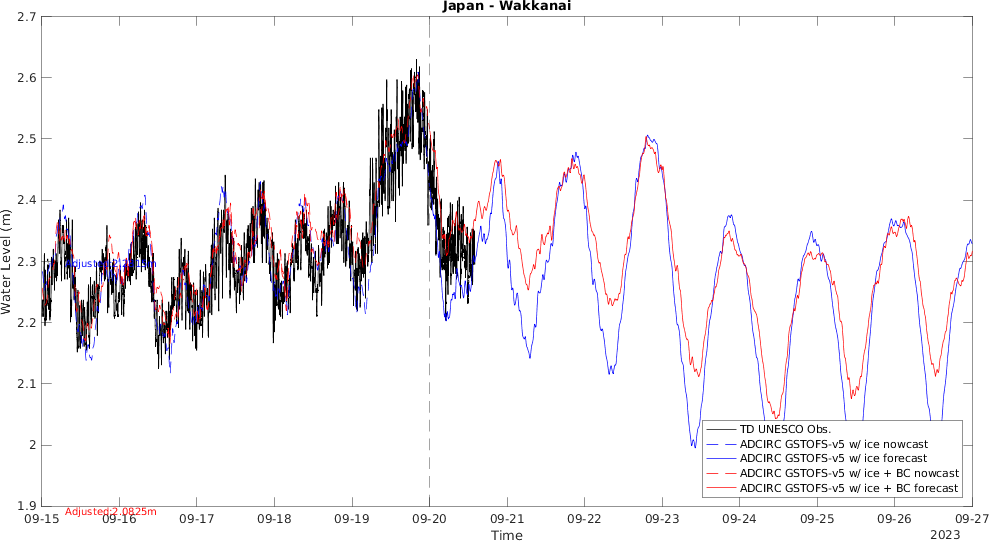 Japan - Wakkanai
2.7
2.6
2.5
2.4
2.3
2.2
2.1
2
1.9
Water Level (m)
Adjusted:2.0825m
09-15
09-16
09-17
09-18
09-19
09-20
09-21
09-22
09-23
09-24
09-25
09-26
09-27
Time
2023
TD UNESCO Obs.
ADCIRC GSTOFS-v5 w/ ice nowcast
ADCIRC GSTOFS-v5 w/ ice forecast
ADCIRC GSTOFS-v5 w/ ice + BC nowcast
ADCIRC GSTOFS-v5 w/ ice + BC forecast